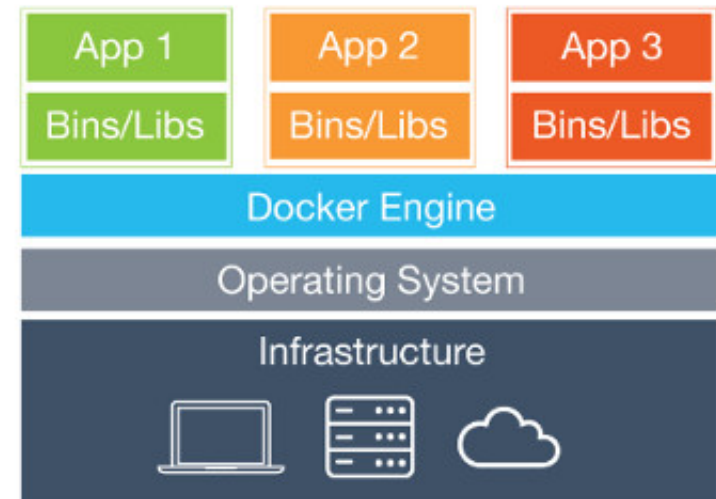 App 1
App 2
App 3
Bins/Libs
Bins/Libs
Bins/Libs
Docker Engine
Operating System
Infrastructure